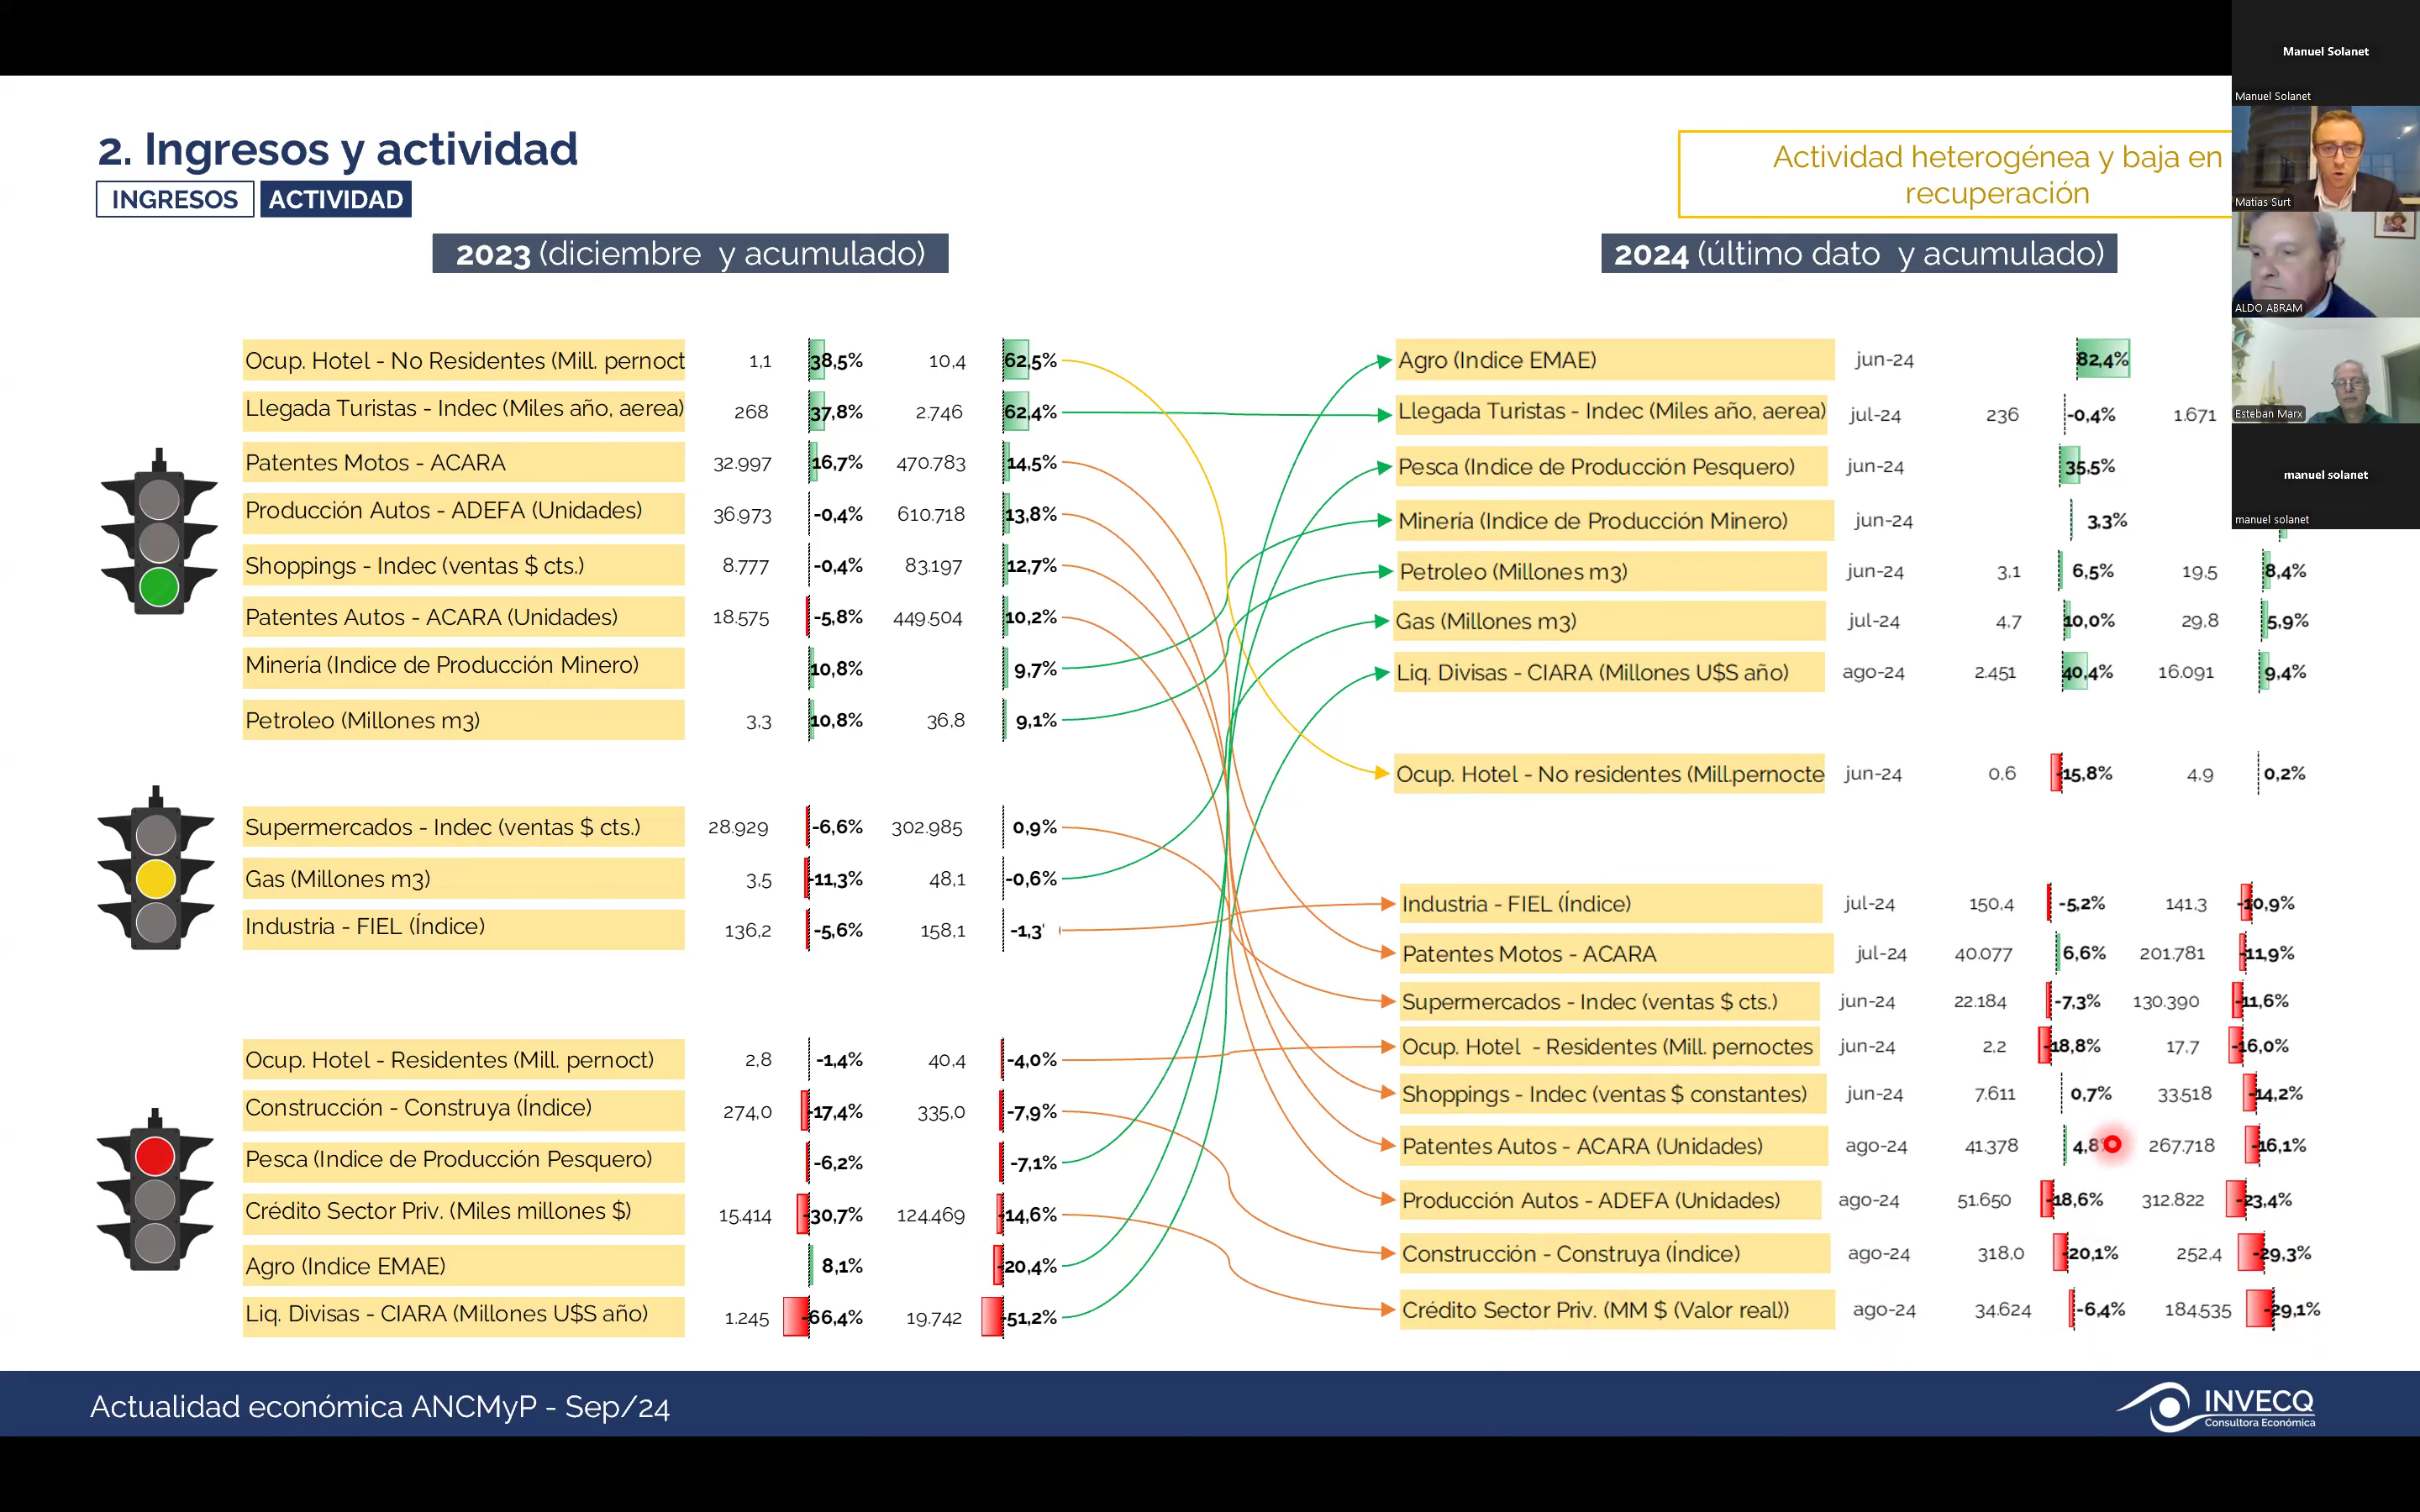 Manuel Solanet
Manuel Solanet
Matias Surt
ALDO ABRAM
Esteban Marx
manuel solanet
manuel solanet
2. Ingresos y actividad
INGRESOS ACTIVIDAD
Actividad heterogénea y baja en
recuperación
2023 (diciembre y acumulado)
Ocup. Hotel - No Residentes (Mill. pernoct 1,1 38,5% 10,4 62,5%
Llegada Turistas - Indec (Miles año, aerea) 268 37,8% 2.746 62,4%
Patentes Motos - ACARA 32.997 16,7% 470.783 14,5%
Producción Autos - ADEFA (Unidades) 36.973 -0,4% 610.718 13,8%
Shoppings - Indec (ventas $ cts.) 8.777 -0,4% 83.197 12,7%
Patentes Autos - ACARA (Unidades) 18.575 -5,8% 449.504 10,2%
Minería (Indice de Producción Minero) 10,8% 9,7%
Petroleo (Millones m3) 3,3 10,8% 36,8 9,1%
Supermercados - Indec (ventas $ cts.) 28.929 -6,6% 302.985 0,9%
Gas (Millones m3) 3,5 -11,3% 48,1 -0,6%
Industria - FIEL (Índice) 136,2 -5,6% 158,1 -1,3
Ocup. Hotel - Residentes (Mill. pernoct) 2,8 -1,4% 40,4 -4,0%
Construcción - Construya (Índice) 274,0 -17,4% 335,0 -7,9%
Pesca (Indice de Producción Pesquero) -6,2% -7,1%
Crédito Sector Priv. (Miles millones $) 15.414 -30,7% 124.469 -14,6%
Agro (Indice EMAE) 8,1% -20,4%
Liq. Divisas - CIARA (Millones U$S año) 1.245 -66,4% 19.742 -51,2%
2024 (último dato y acumulado)
Agro (Indice EMAE) jun-24 82,4%
Llegada Turistas - Indec (Miles año, aerea) jul-24 236 -0,4% 1.671
Pesca (Indice de Producción Pesquero) jun-24 35,5%
Minería (Indice de Producción Minero) jun-24 3,3%
Petroleo (Millones m3) jun-24 3,1 6,5% 19,5 8,4%
Gas (Millones m3) jul-24 4,7 10,0% 29,8 5,9%
Liq. Divisas - CIARA (Millones U$S año) ago-24 2.451 40,4% 16.091 9,4%
Ocup. Hotel - No residentes (Mill.pernocte jun-24 0,6 -15,8% 4,9 0,2%
Industria - FIEL (Índice) jul-24 150,4 -5,2% 141,3 -10,9%
Patentes Motos - ACARA jul-24 40.077 6,6% 201.781 -11,9%
Supermercados - Indec (ventas $ cts.) jun-24 22.184 -7,3% 130.390 -11,6%
Ocup. Hotel - Residentes (Mill. pernoctes jun-24 2,2 -18,8% 17,7 -16,0%
Shoppings - Indec (ventas $ constantes) jun-24 7.611 0,7% 33.518 -14,2%
Patentes Autos - ACARA (Unidades) ago-24 41.378 4,8 267.718 -16,1%
Producción Autos - ADEFA (Unidades) ago-24 51.650 -18,6% 312.822 -23,4%
Construcción - Construya (Índice) ago-24 318,0 -20,1% 252,4 -29,3%
Crédito Sector Priv. (MM $ (Valor real)) ago-24 34.624 -6,4% 184.535 -29,1%
Actualidad económica ANCMyP - Sep/24
INVECQ
Consultora Económica